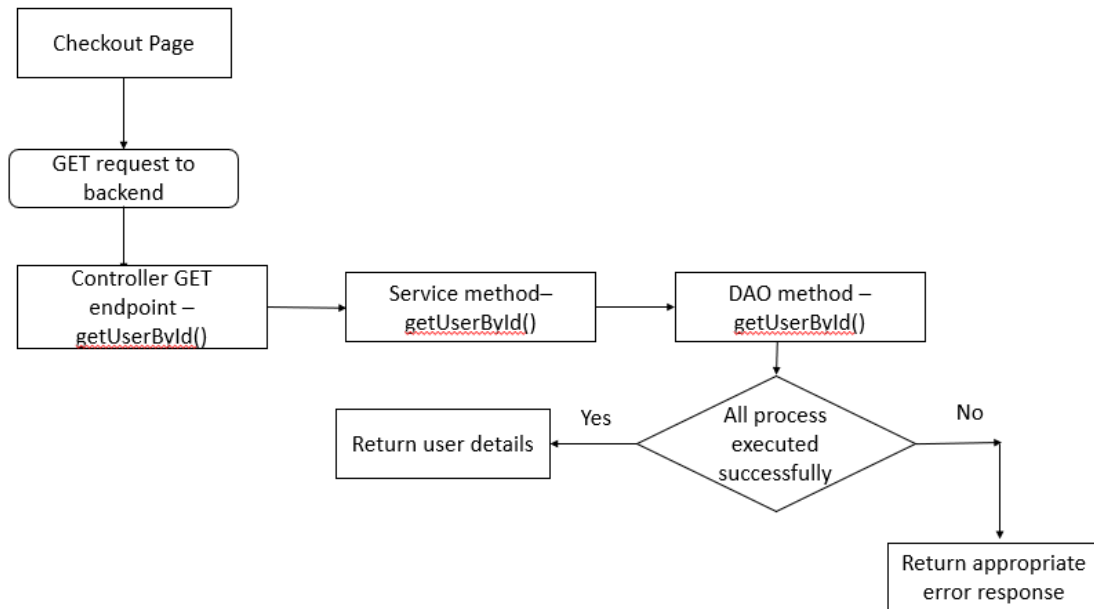 Checkout Page
GET request to
backend
Controller GET
endpoint –
getUserById()
Service method–
getUserById()
DAO method –
getUserById()
All process
executed
successfully
Yes
No
Return user details
Return appropriate
error response